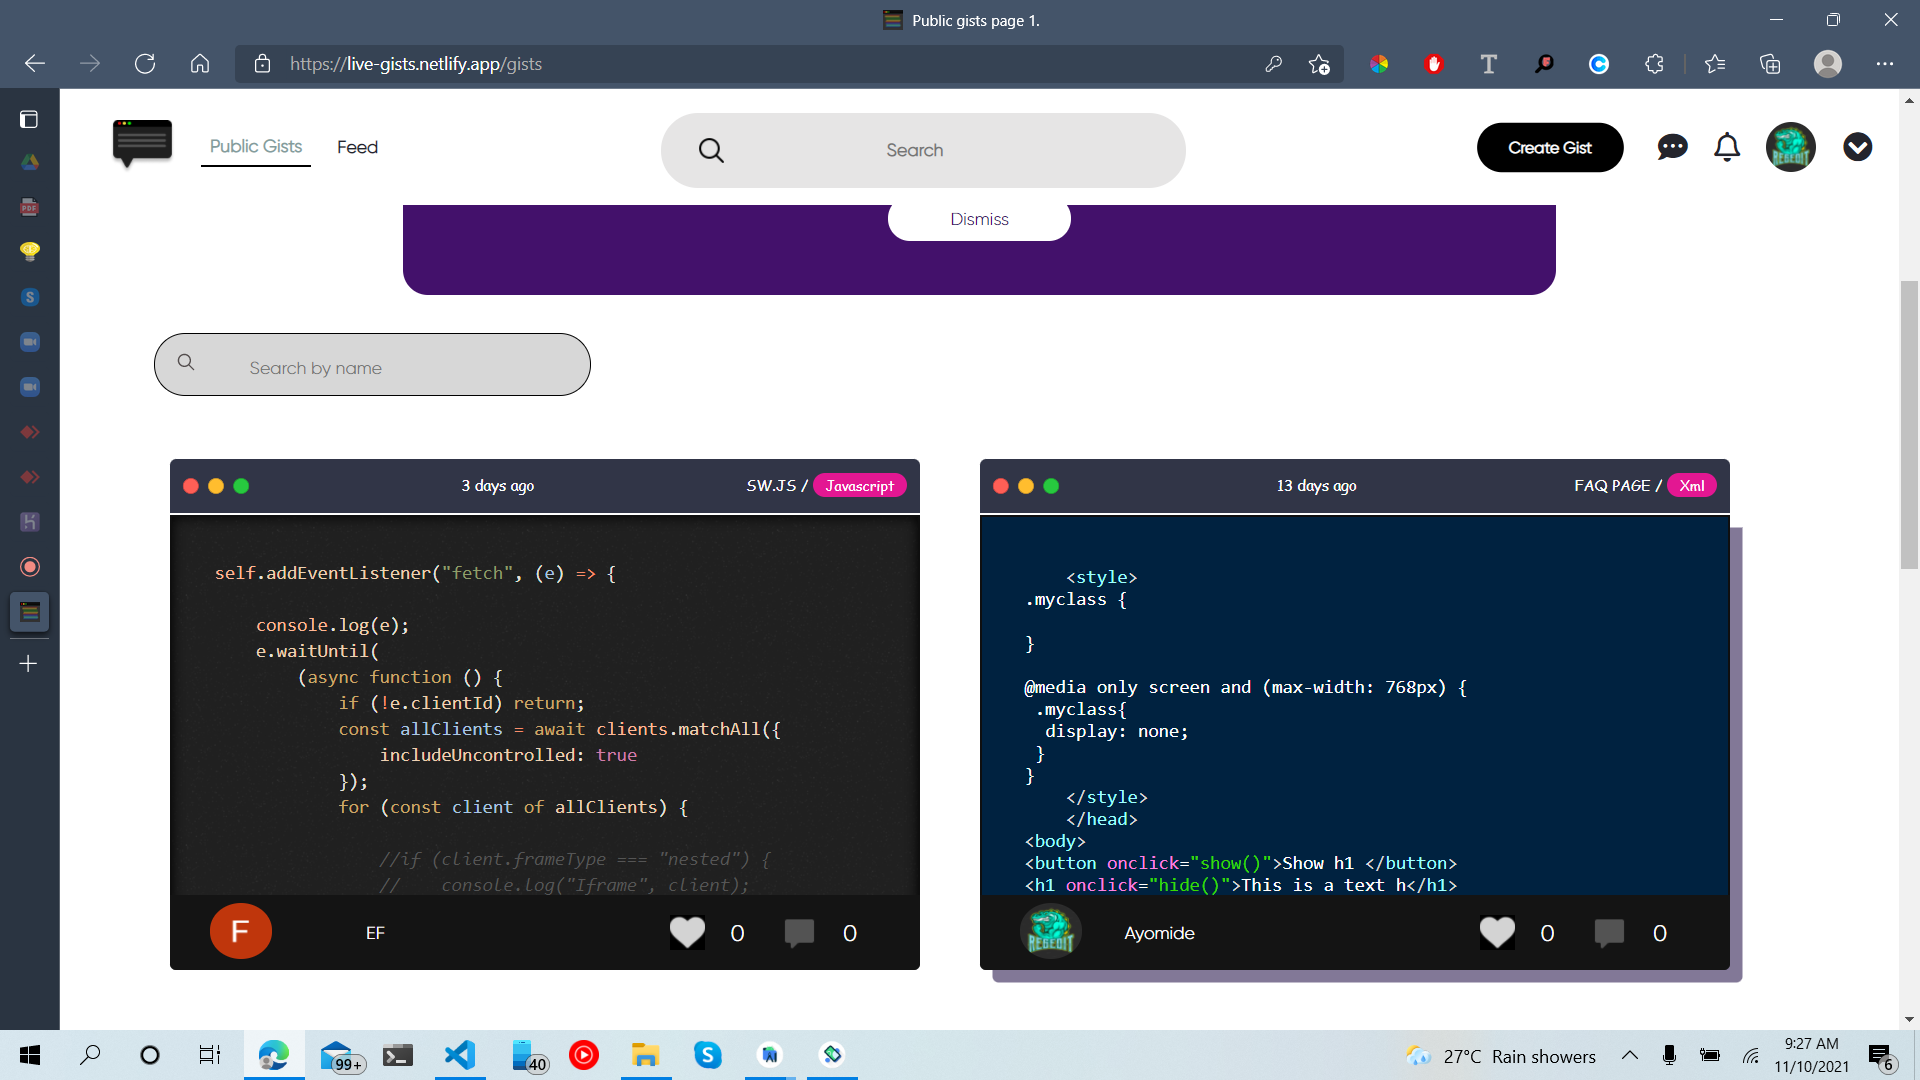 Public gists page 1.
https://live-gists.netlify.app/gists
Public Gists
Feed
Search
Create Gist
Dismiss
Search by name
3 days ago
SW.JS / Javascript
self.addEventListener("fetch", (e) => {
console.log(e);
e.waitUntil(
(async function () {
if (!e.clientId) return;
const allClients = await clients.matchAll({
includeUncontrolled: true
});
for (const client of allClients) {
//if (client.frameType === "nested") {
//    console.log("Iframe", client);
F
EF
0
0
13 days ago
FAQ PAGE / Xml
<style>
.myclass {
}
@media only screen and (max-width: 768px) {
.myclass{
display: none;
}
}
</style>
</head>
<body>
<button onclick="show()">Show h1 </button>
<h1 onclick="hide()">This is a text h</h1>
REGEDIT
Ayomide
0
0
99+
40
27°C Rain showers
9:27 AM
11/10/2021
6